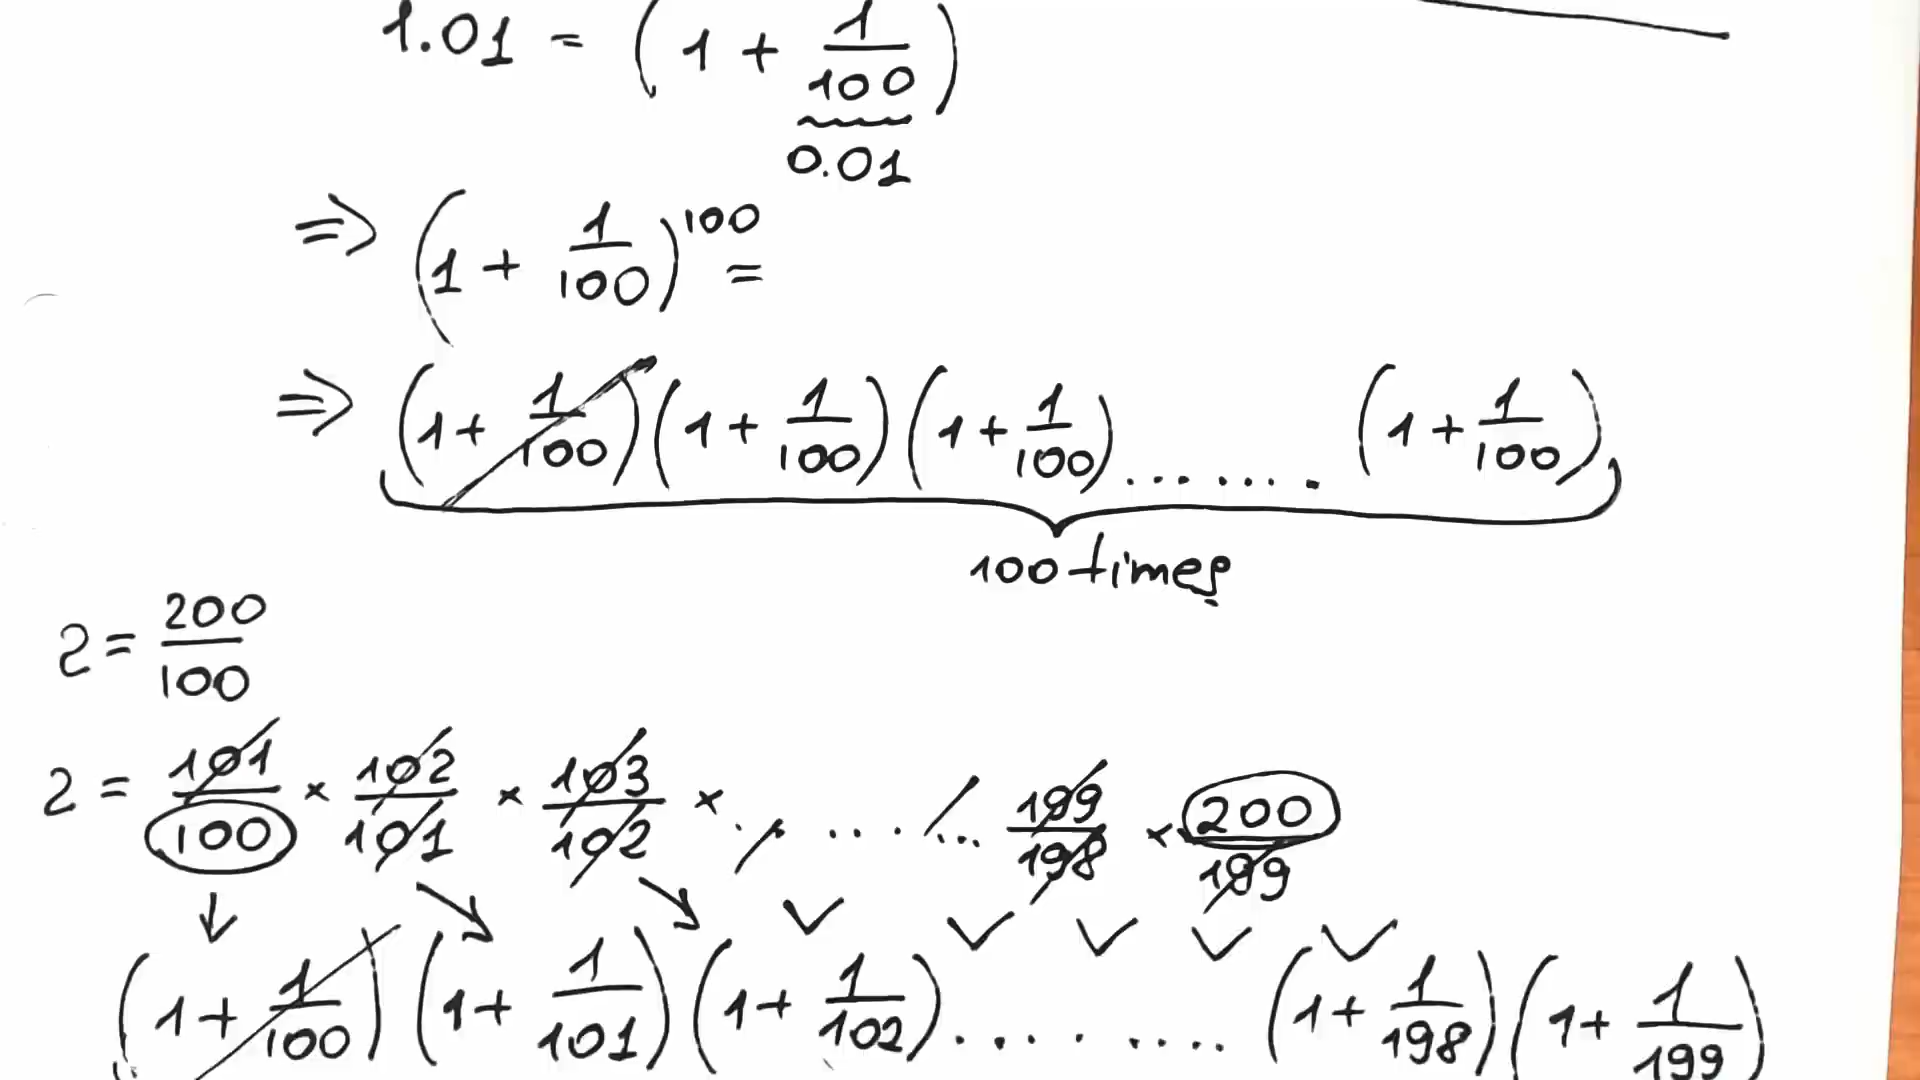 1.01 = (1 + 1/100)
0.01
⇒ (1 + 1/100)^100 =
⇒ (1 + 1/100)(1 + 1/100)(1 + 1/100)........(1 + 1/100)
100 times
2 = 200/100
2 = 101/100 × 102/101 × 103/102 × ......... 199/198 × 200/199
(1 + 1/100)(1 + 1/101)(1 + 1/102)........(1 + 1/198)(1 + 1/199)